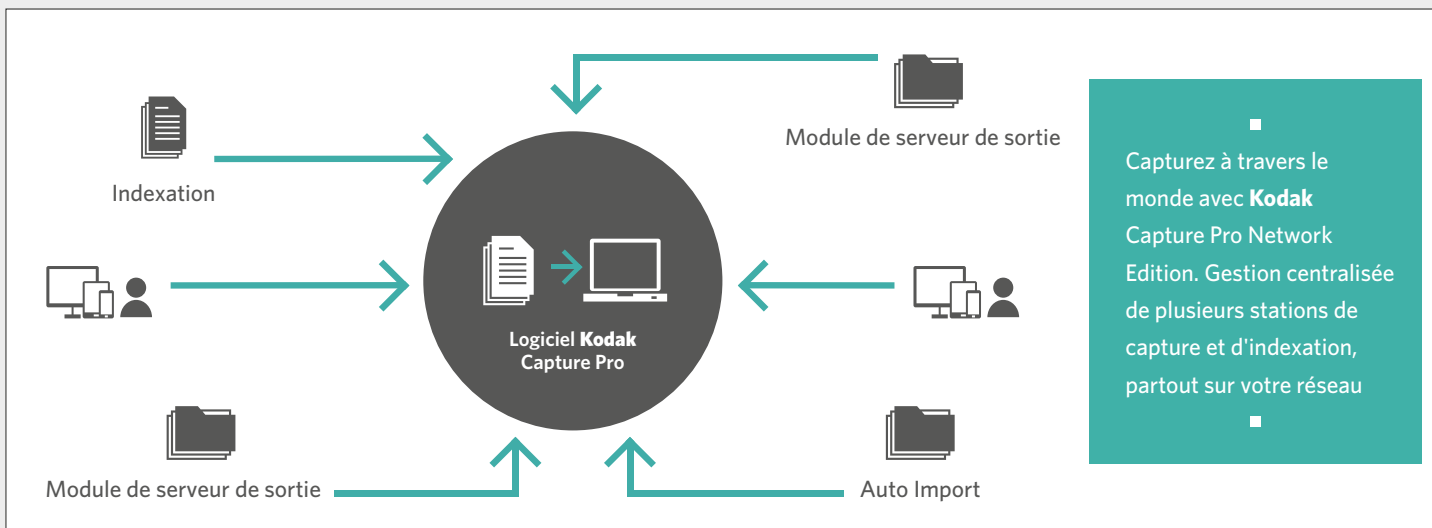 Module de serveur de sortie
Indexation
Logiciel Kodak
Capture Pro
Module de serveur de sortie
Auto Import
Capturez à travers le
monde avec Kodak
Capture Pro Network
Edition. Gestion centralisée
de plusieurs stations de
capture et d'indexation,
partout sur votre réseau